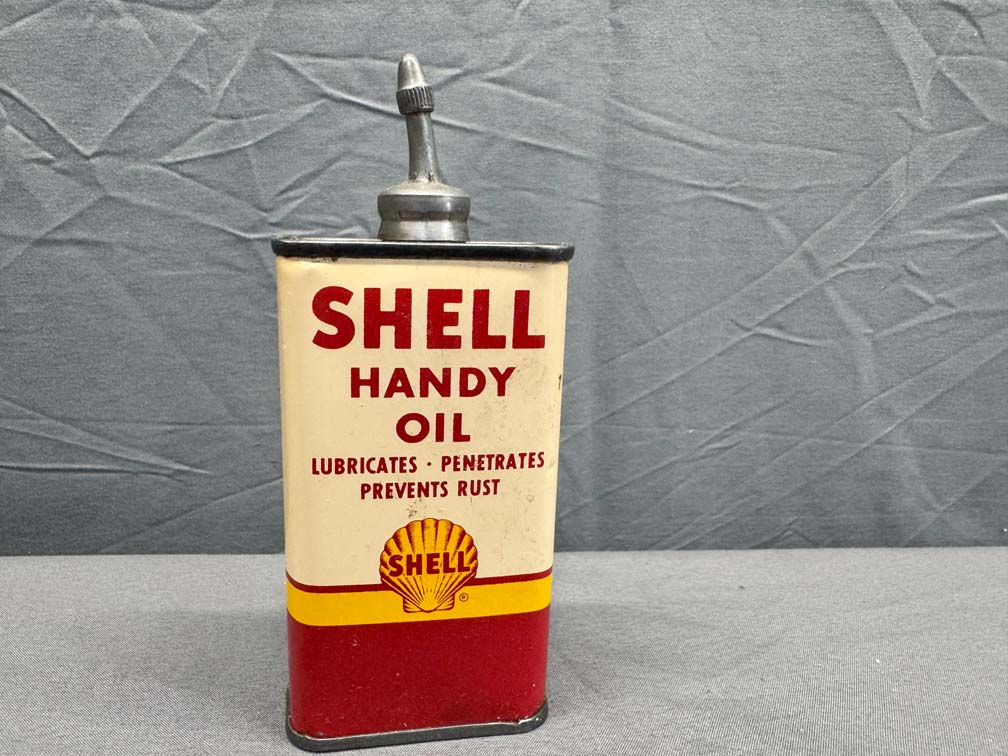 SHELL
HANDY
OIL
LUBRICATES · PENETRATES
PREVENTS RUST
SHELL
®